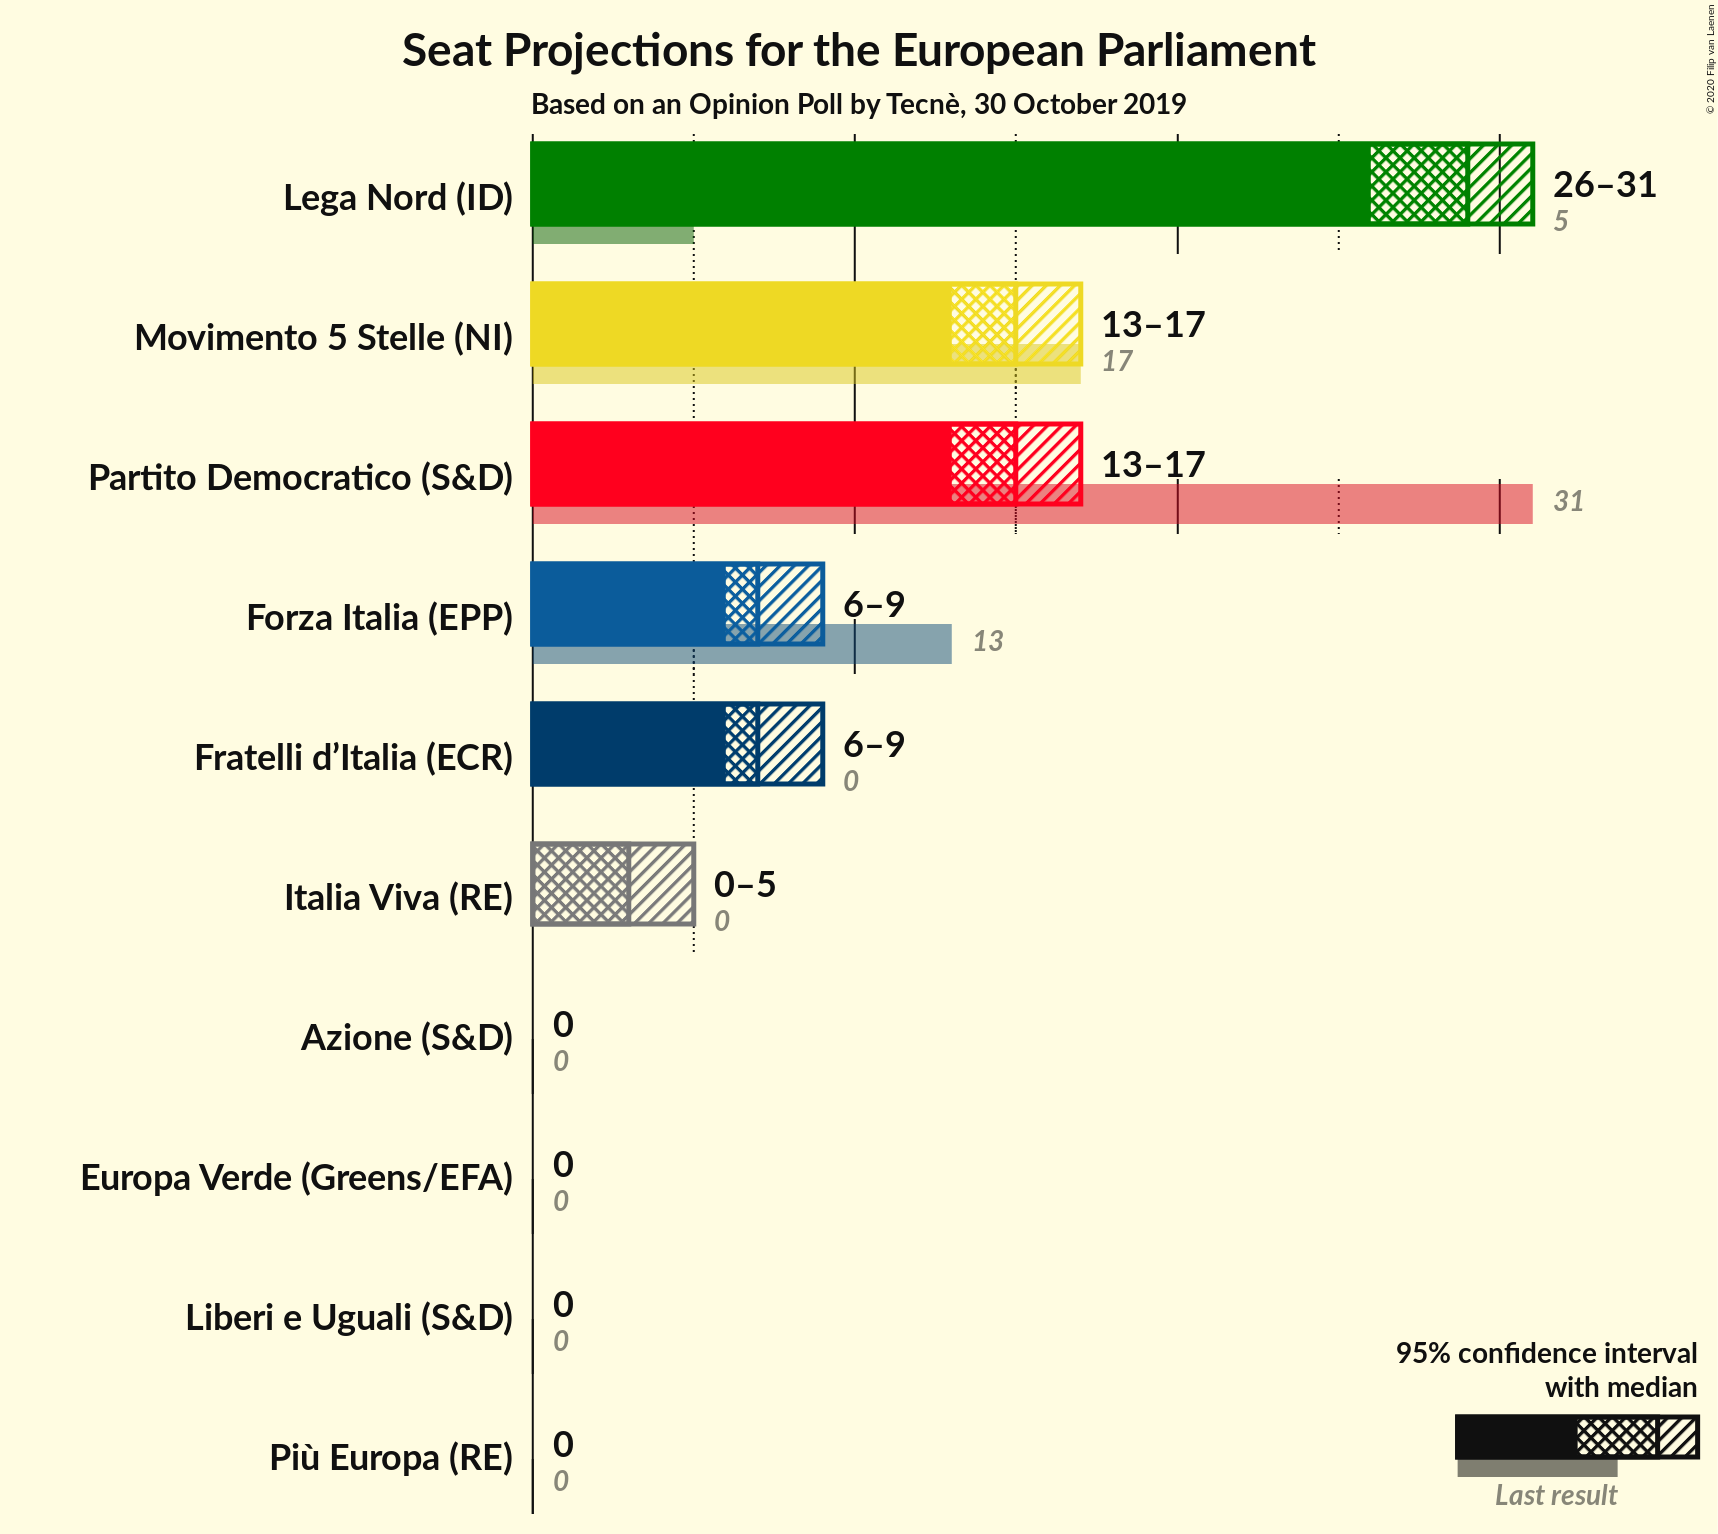 Seat Projections for the European Parliament
Based on an Opinion Poll by Tecnè, 30 October 2019
© 2020 Filip van Laenen
Lega Nord (ID)
26–31
5
Movimento 5 Stelle (NI)
13–17
17
Partito Democratico (S&D)
13–17
31
Forza Italia (EPP)
6–9
13
Fratelli d’Italia (ECR)
6–9
0
Italia Viva (RE)
0–5
0
Azione (S&D)
0
0
Europa Verde (Greens/EFA)
0
0
Liberi e Uguali (S&D)
0
0
Più Europa (RE)
0
0
95% confidence interval
with median
Last result